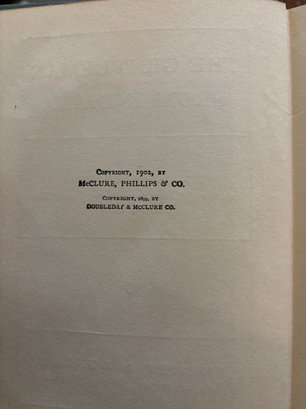 COPYRIGHT, 1902, BY
McCLURE, PHILLIPS & CO.
COPYRIGHT, 1899, BY
DOUBLEDAY & McCLURE CO.